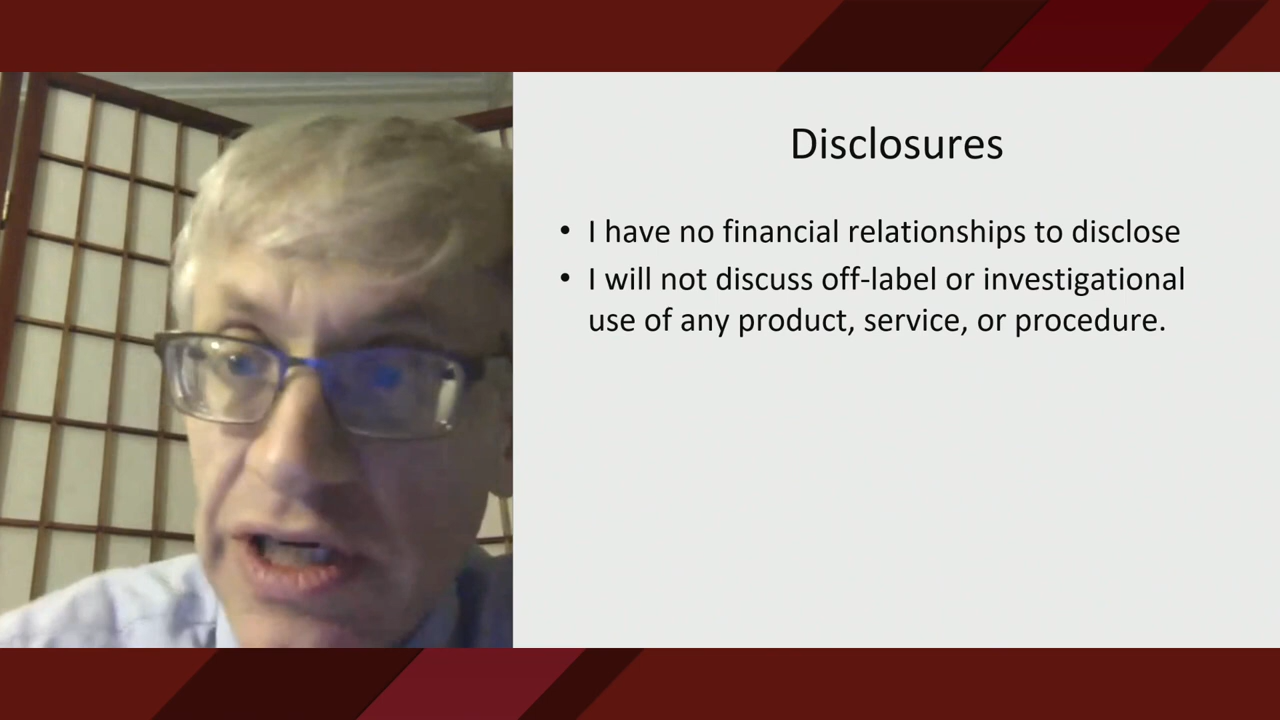 Disclosures
• I have no financial relationships to disclose
• I will not discuss off-label or investigational
use of any product, service, or procedure.